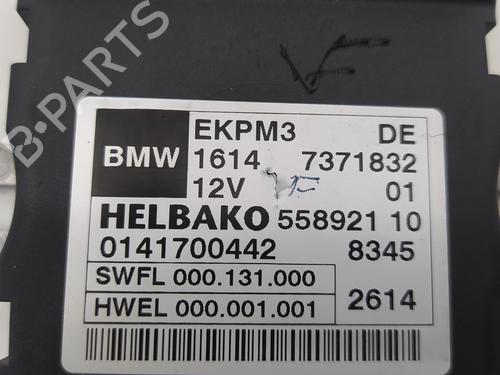 B-PARTS
EKPM3 DE
BMW 1614 7371832
12V 01
HELBAKO 558921 10
0141700442 8345
SWFL 000.131.000
HWEL 000.001.001 2614